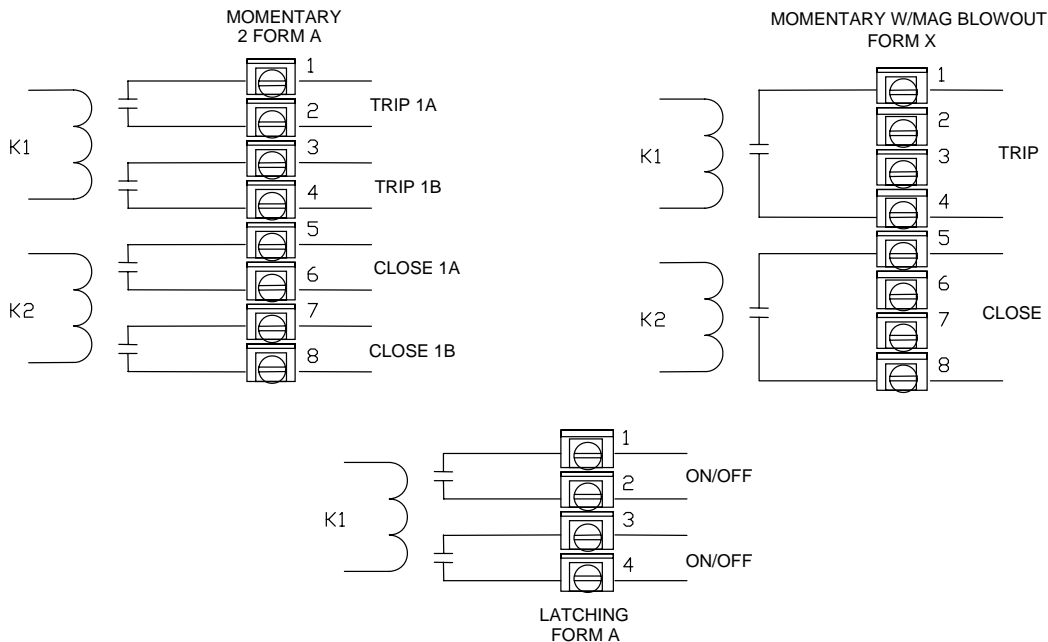 MOMENTARY
2 FORM A
1
TRIP 1A
2
K1
3
TRIP 1B
4
5
CLOSE 1A
6
K2
7
CLOSE 1B
8
MOMENTARY W/MAG BLOWOUT
FORM X
1
2
K1
3
TRIP
4
5
6
CLOSE
K2
7
8
1
ON/OFF
2
K1
3
ON/OFF
4
LATCHING
FORM A